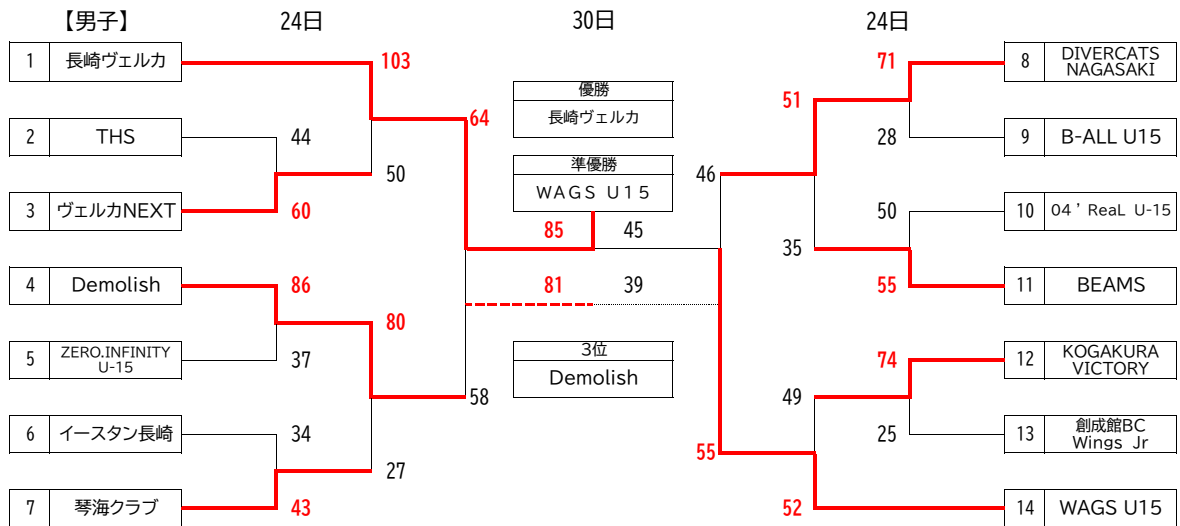 【男子】 24日 30日 24日
1 長崎ヴェルカ 103 71 8 DIVERCATS
NAGASAKI
優勝
長崎ヴェルカ
64 51
2 THS 44 28 9 B-ALL U15
準優勝
WAGS U15
50 46
3 ヴェルカNEXT 60 50 10 04' ReaL U-15
85 45 35
4 Demolish 86 81 39 55 11 BEAMS
80
5 ZERO.INFINITY
U-15
37
3位
Demolish
74 12 KOGAKURA
VICTORY
58 49
6 イースタン長崎 34 25 13 創成館BC
Wings Jr
27 55
7 琴海クラブ 43 52 14 WAGS U15